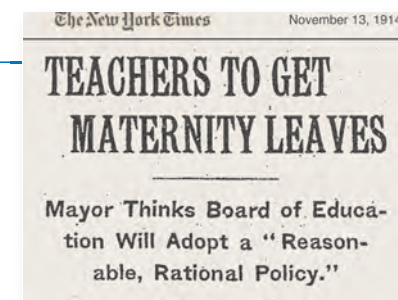 The New York Times November 13, 1914
TEACHERS TO GET
MATERNITY LEAVES
Mayor Thinks Board of Educa-
tion Will Adopt a "Reason-
able, Rational Policy."